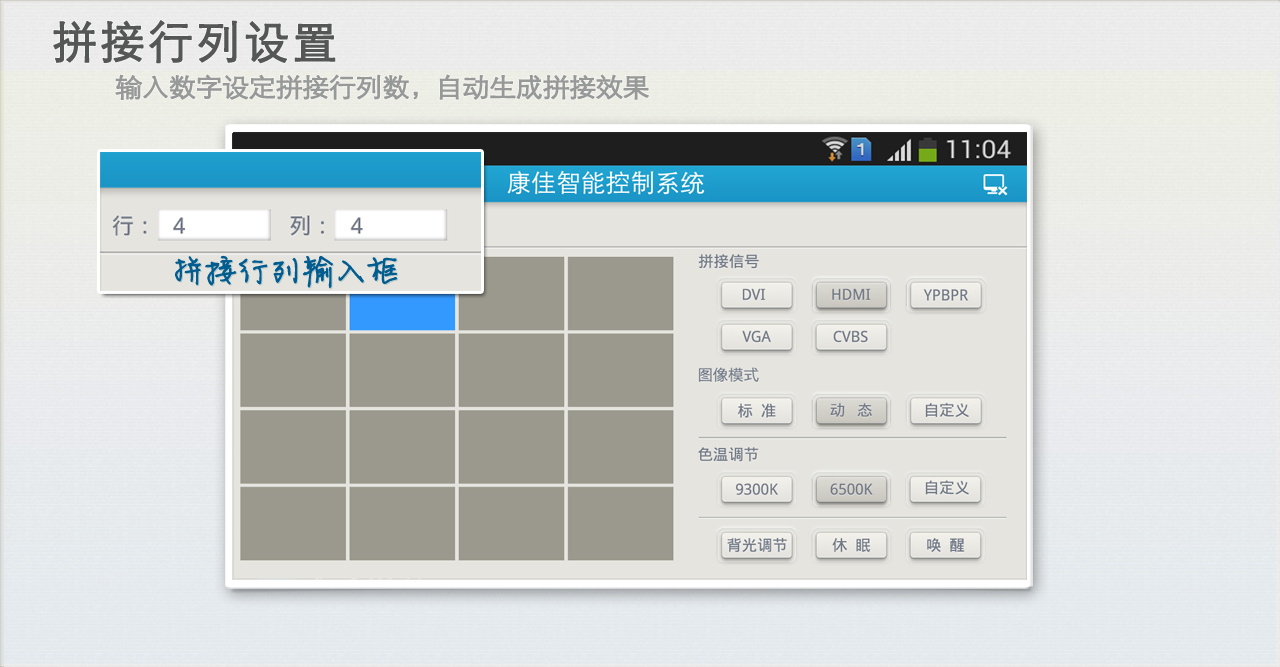 拼接行列设置
输入数字设定拼接行列数，自动生成拼接效果
1 11:04
康佳智能控制系统
行： 4 列： 4
拼接行列输入框
拼接信号
DVI HDMI YPBPR
VGA CVBS
图像模式
标 准 动 态 自定义
色温调节
9300K 6500K 自定义
背光调节 休 眠 唤 醒